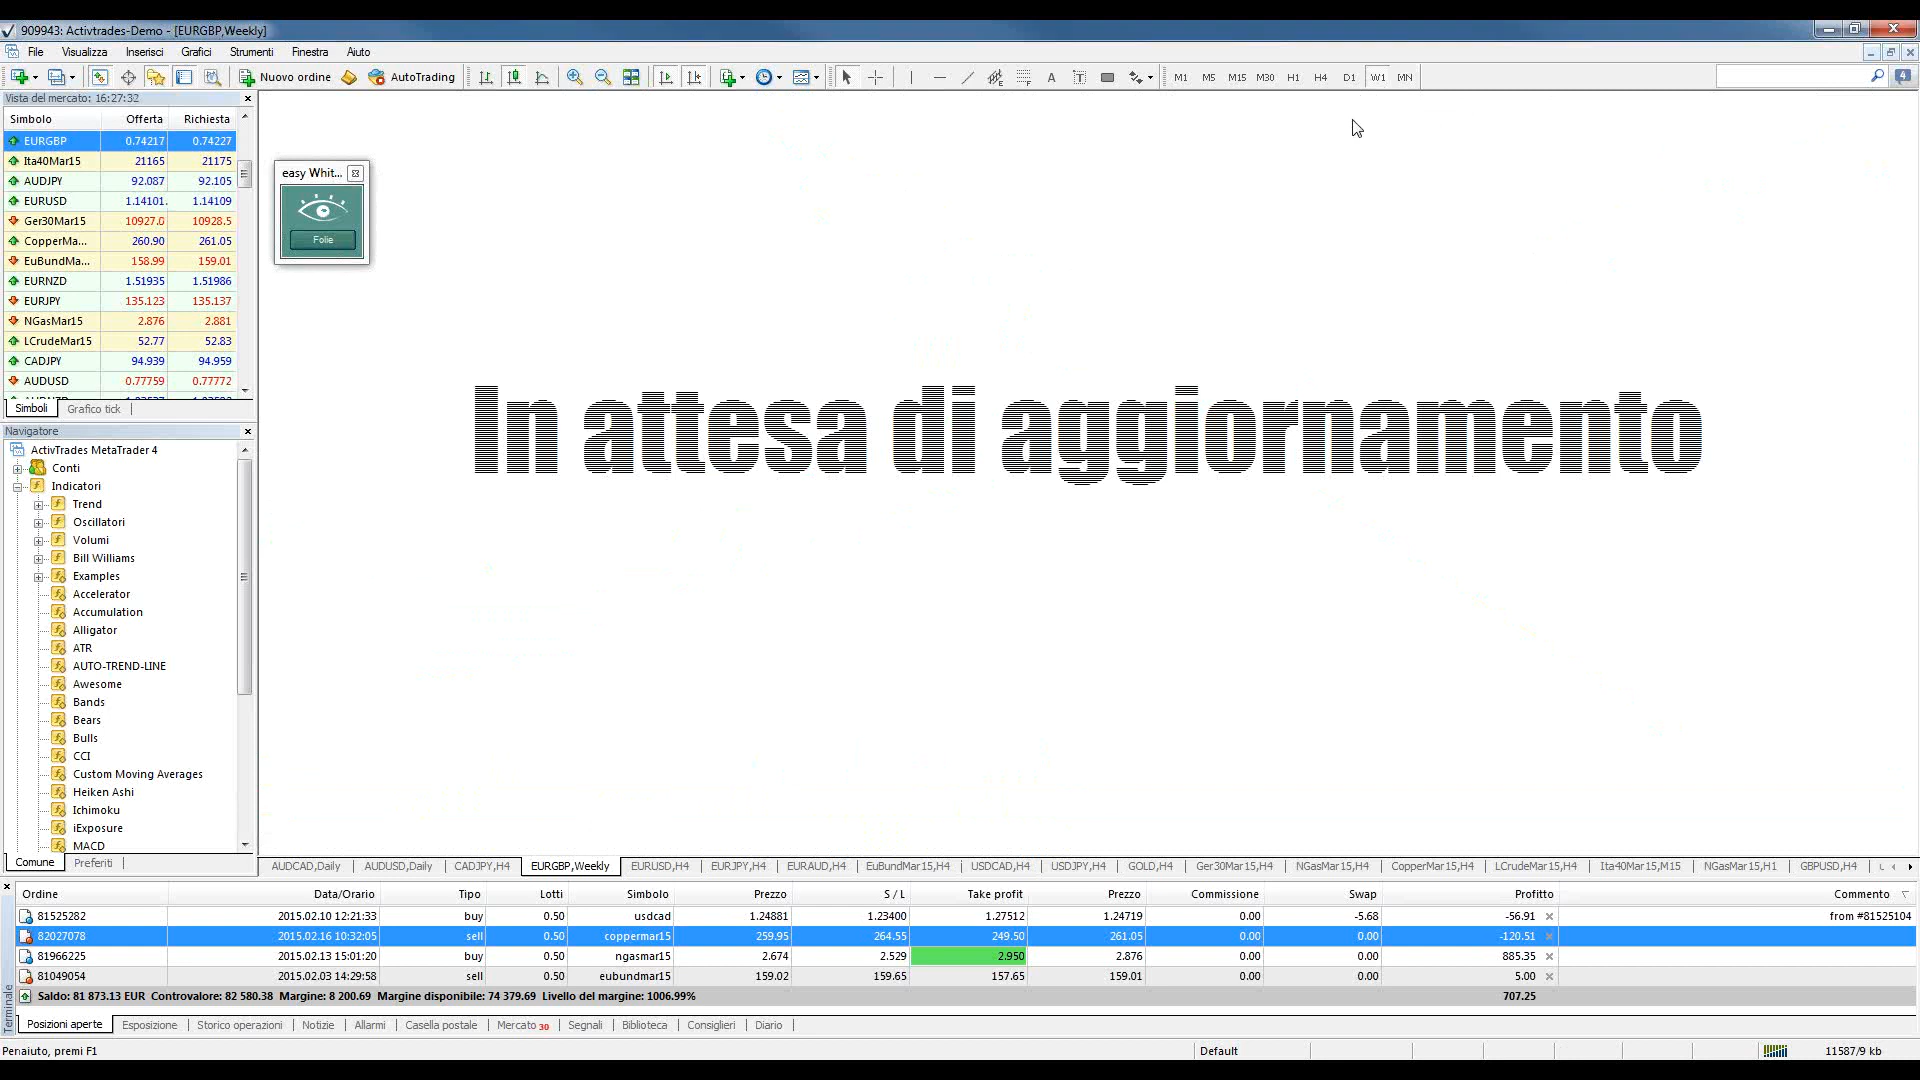 909943: Activtrades-Demo - [EURGBP,Weekly]
File Visualizza Inserisci Grafici Strumenti Finestra Aiuto
Nuovo ordine AutoTrading A T M1 M5 M15 M30 H1 H4 D1 W1 MN 4
Vista del mercato: 16:27:32
Simbolo Offerta Richiesta
EURGBP 0.74217 0.74227
Ita40Mar15 21165 21175
AUDJPY 92.087 92.105
EURUSD 1.14101 1.14109
Ger30Mar15 10927.0 10928.5
CopperMa... 260.90 261.05
EuBundMa... 158.99 159.01
EURNZD 1.51935 1.51986
EURJPY 135.123 135.137
NGasMar15 2.876 2.881
LCrudeMar15 52.77 52.83
CADJPY 94.939 94.959
AUDUSD 0.77759 0.77772
Simboli Grafico tick
easy Whit...
Folie
In attesa di aggiornamento
Navigatore
ActivTrades MetaTrader 4
Conti
Indicatori
Trend
Oscillatori
Volumi
Bill Williams
Examples
Accelerator
Accumulation
Alligator
ATR
AUTO-TREND-LINE
Awesome
Bands
Bears
Bulls
CCI
Custom Moving Averages
Heiken Ashi
Ichimoku
iExposure
MACD
Comune Preferiti
AUDCAD,Daily AUDUSD,Daily CADJPY,H4 EURGBP,Weekly EURUSD,H4 EURJPY,H4 EURAUD,H4 EuBundMar15,H4 USDCAD,H4 USDJPY,H4 GOLD,H4 Ger30Mar15,H4 NGasMar15,H4 CopperMar15,H4 LCrudeMar15,H4 Ita40Mar15,M15 NGasMar15,H1 GBPUSD,H4
Ordine Data/Orario Tipo Lotti Simbolo Prezzo S / L Take profit Prezzo Commissione Swap Profitto Commento
81525282 2015.02.10 12:21:33 buy 0.50 usdcad 1.24881 1.23400 1.27512 1.24719 0.00 -5.68 -56.91 from #81525104
82027078 2015.02.16 10:32:05 sell 0.50 coppermar15 259.95 264.55 249.50 261.05 0.00 0.00 -120.51
81966225 2015.02.13 15:01:20 buy 0.50 ngasmar15 2.674 2.529 2.950 2.876 0.00 0.00 885.35
81049054 2015.02.03 14:29:58 sell 0.50 eubundmar15 159.02 159.65 157.65 159.01 0.00 0.00 5.00
Saldo: 81 873.13 EUR Controvalore: 82 580.38 Margine: 8 200.69 Margine disponibile: 74 379.69 Livello del margine: 1006.99% 707.25
Terminale
Posizioni aperte Esposizione Storico operazioni Notizie Allarmi Casella postale Mercato 30 Segnali Biblioteca Consiglieri Diario
Penaiuto, premi F1 Default 11587/9 kb